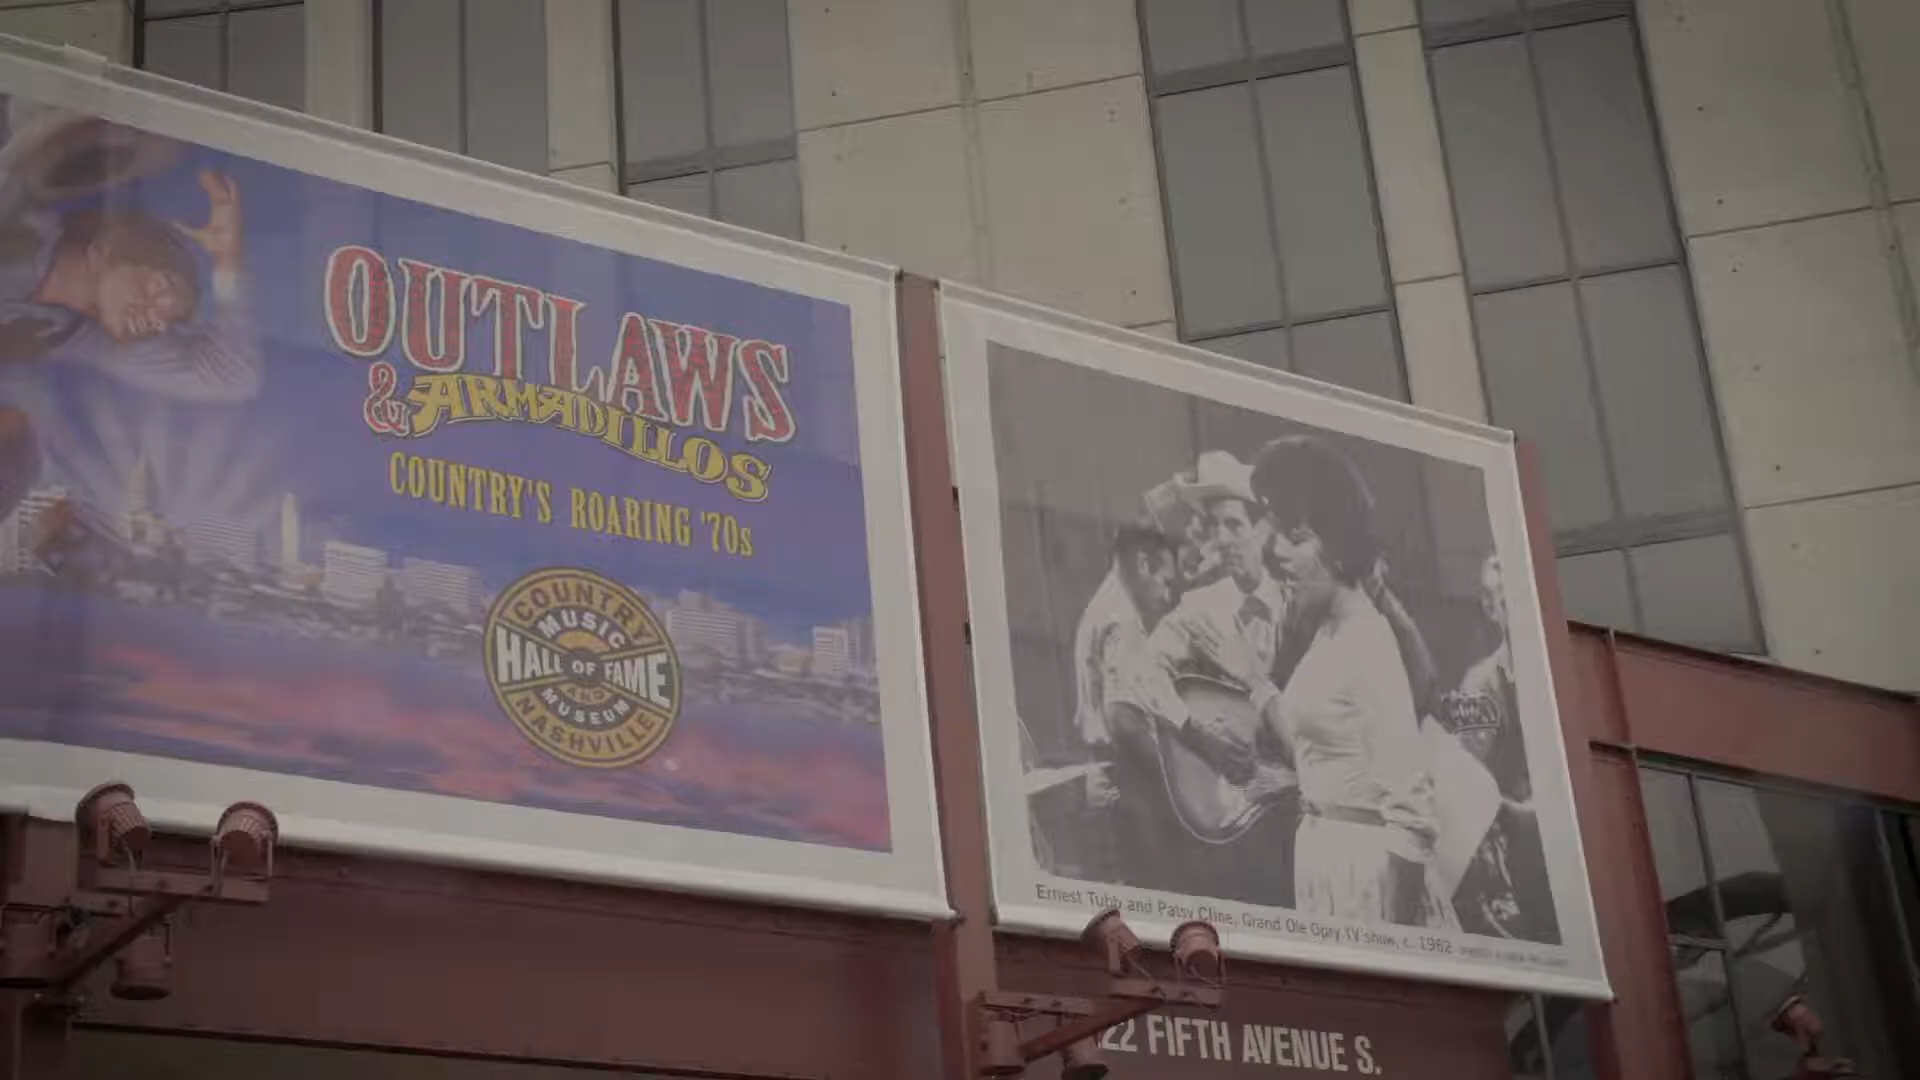 OUTLAWS
& ARMADILLOS
COUNTRY'S ROARING '70s
COUNTRY
MUSIC
HALL OF FAME
AND
MUSEUM
NASHVILLE
Ernest Tubb and Patsy Cline, Grand Ole Opry TV show, c. 1962
22 FIFTH AVENUE S.